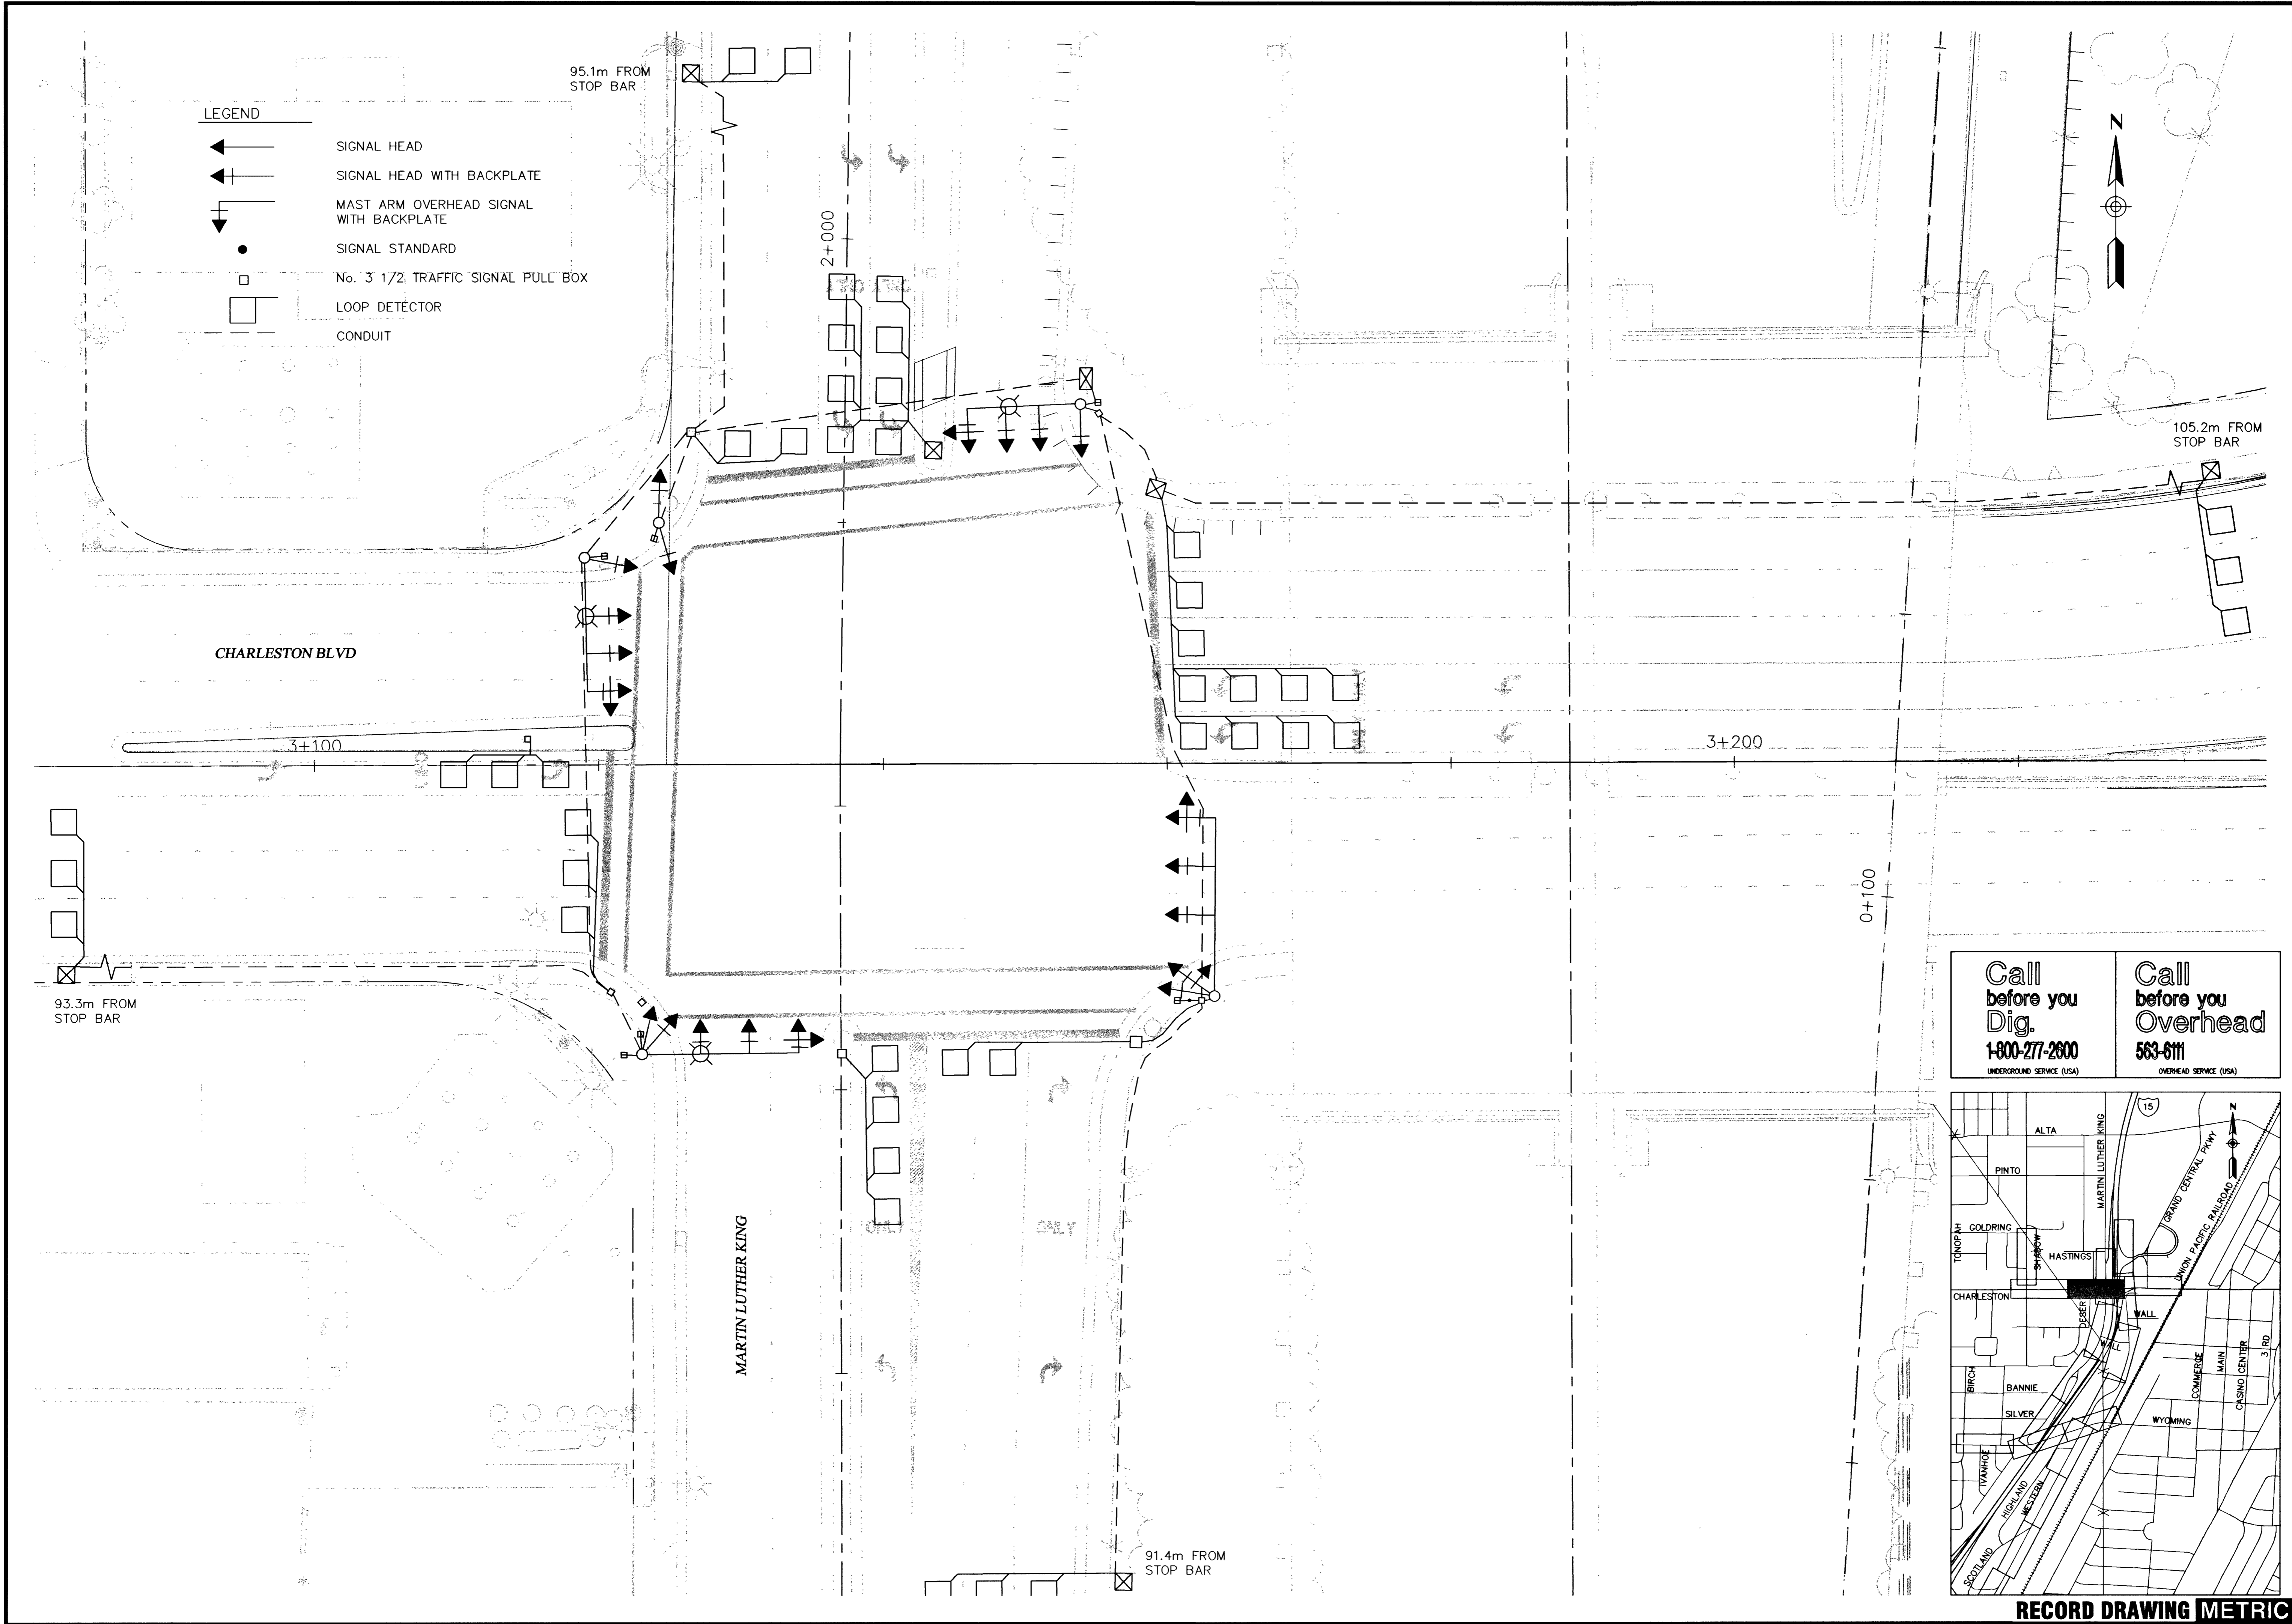 95.1m FROM
STOP BAR
LEGEND
SIGNAL HEAD
SIGNAL HEAD WITH BACKPLATE
MAST ARM OVERHEAD SIGNAL
WITH BACKPLATE
SIGNAL STANDARD
No. 3 1/2 TRAFFIC SIGNAL PULL BOX
LOOP DETECTOR
CONDUIT
2+000
N
105.2m FROM
STOP BAR
CHARLESTON BLVD
3+100
3+200
0+100
93.3m FROM
STOP BAR
MARTIN LUTHER KING
ONLY
ONLY
91.4m FROM
STOP BAR
Call
before you
Dig.
1-800-277-2600
UNDERGROUND SERVICE (USA)
Call
before you
Overhead
563-6111
OVERHEAD SERVICE (USA)
15
N
ALTA
MARTIN LUTHER KING
PINTO
GRAND CENTRAL PKWY
UNION PACIFIC RAILROAD
TONOPAH
GOLDRING
SHADOW
HASTINGS
CHARLESTON
DESER
WALL
WALL
BIRCH
BANNIE
SILVER
WYOMING
COMMERCE
MAIN
CASINO CENTER
3 RD
IVANHOE
HIGHLAND
WESTERN
SCOTLAND
RECORD DRAWING METRIC